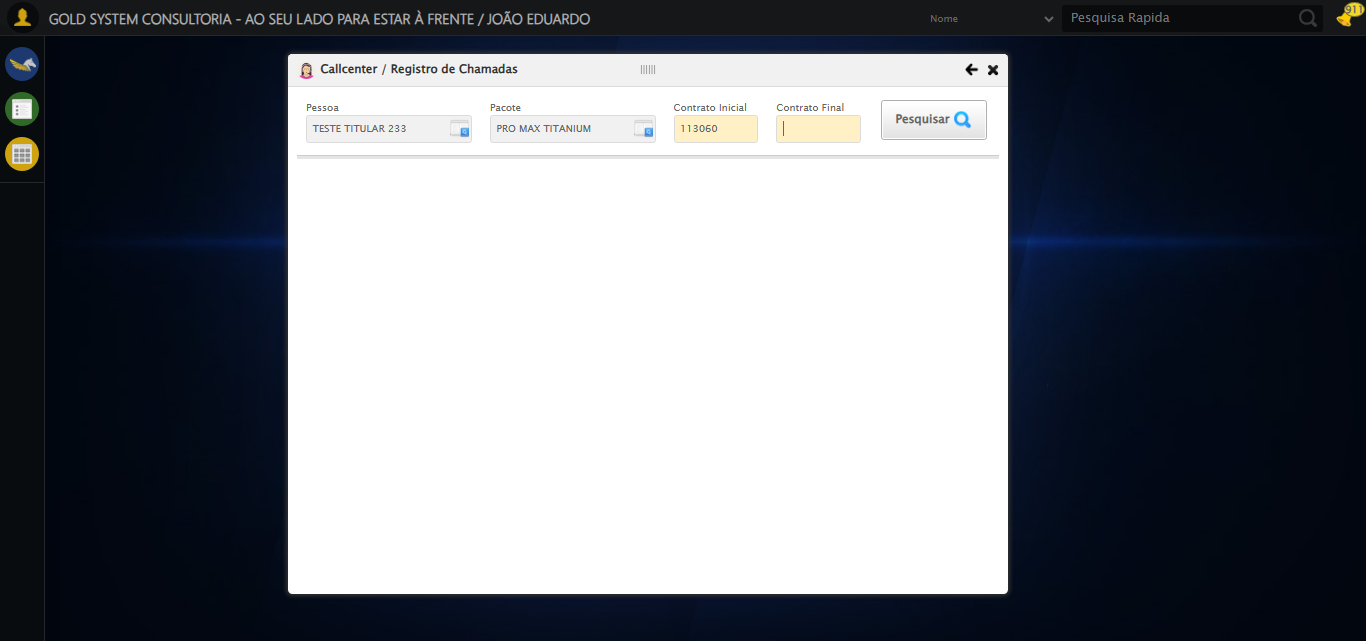 GOLD SYSTEM CONSULTORIA - AO SEU LADO PARA ESTAR À FRENTE / JOÃO EDUARDO
Nome
Pesquisa Rapida
911
Callcenter / Registro de Chamadas
Pessoa
Pacote
Contrato Inicial
Contrato Final
TESTE TITULAR 233
PRO MAX TITANIUM
113060
Pesquisar